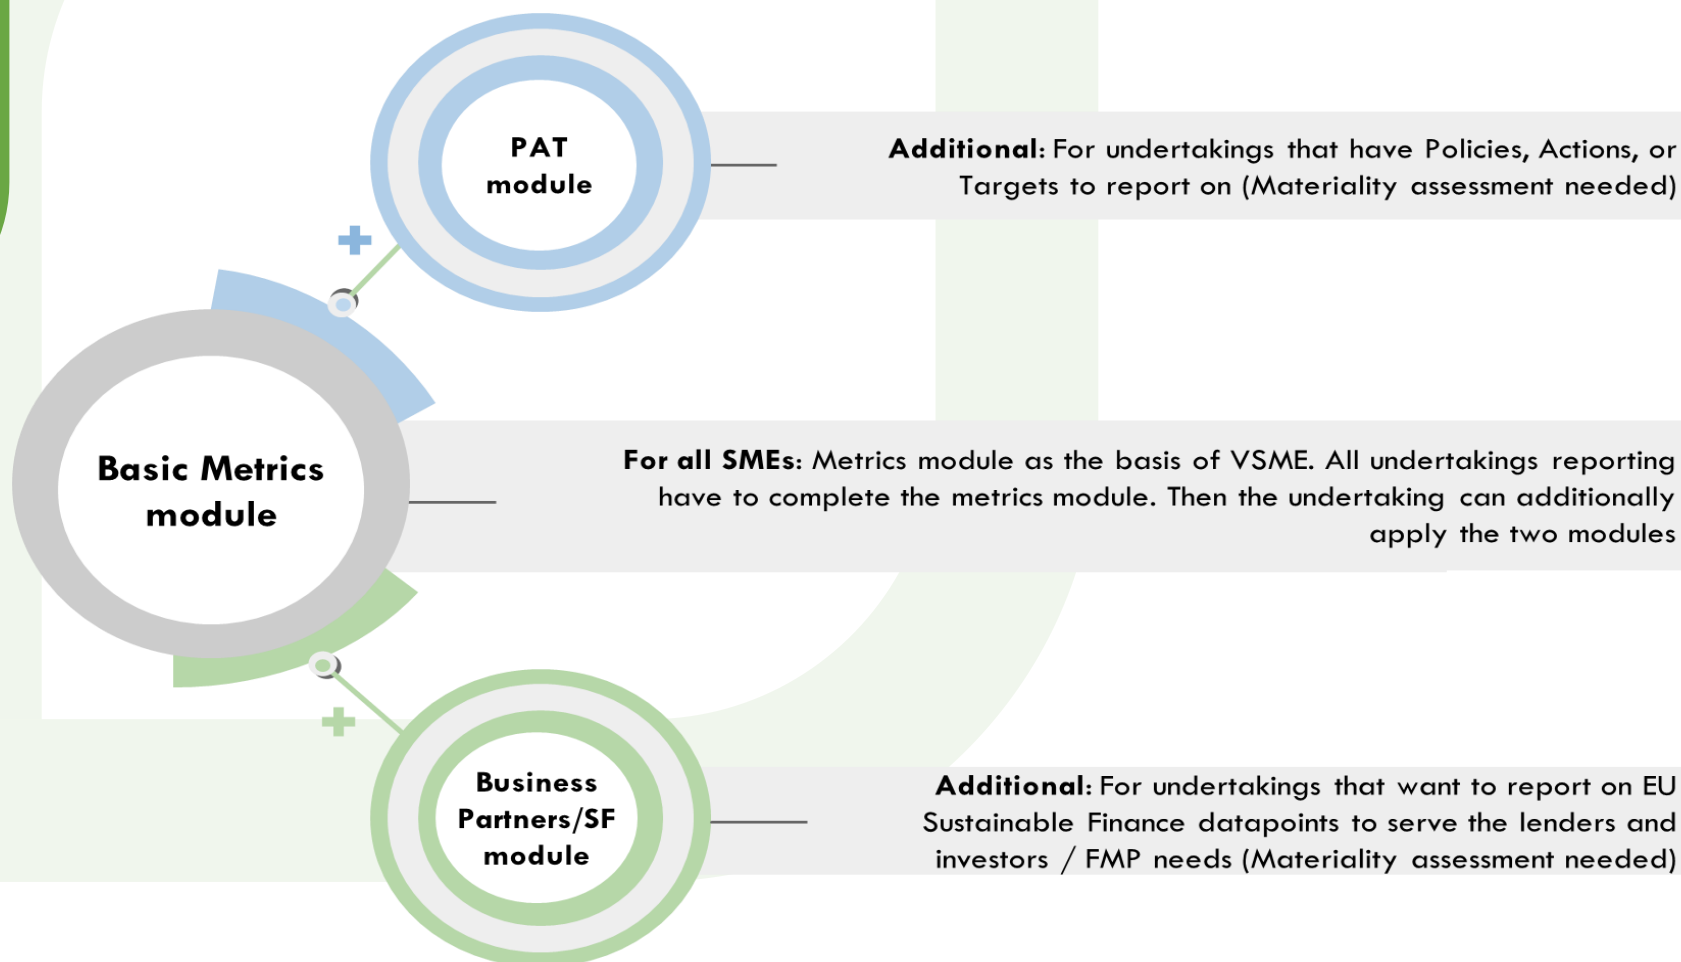 PAT
module
Additional: For undertakings that have Policies, Actions, or
Targets to report on (Materiality assessment needed)
Basic Metrics
module
For all SMEs: Metrics module as the basis of VSME. All undertakings reporting
have to complete the metrics module. Then the undertaking can additionally
apply the two modules
Business
Partners/SF
module
Additional: For undertakings that want to report on EU
Sustainable Finance datapoints to serve the lenders and
investors / FMP needs (Materiality assessment needed)